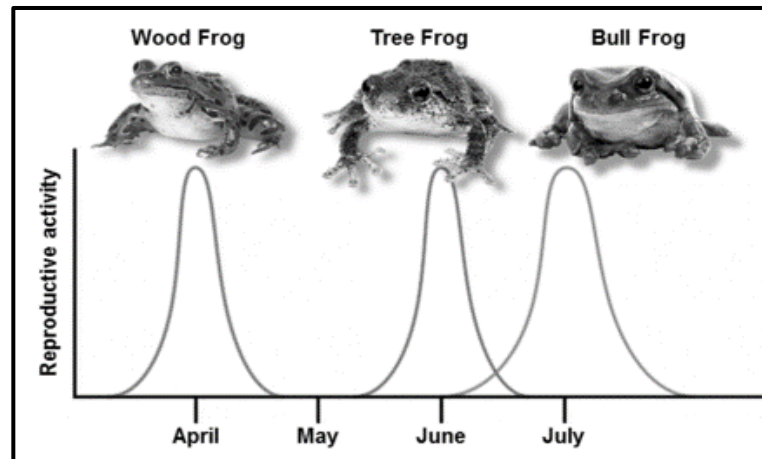 Wood Frog Tree Frog Bull Frog
Reproductive activity
April May June July